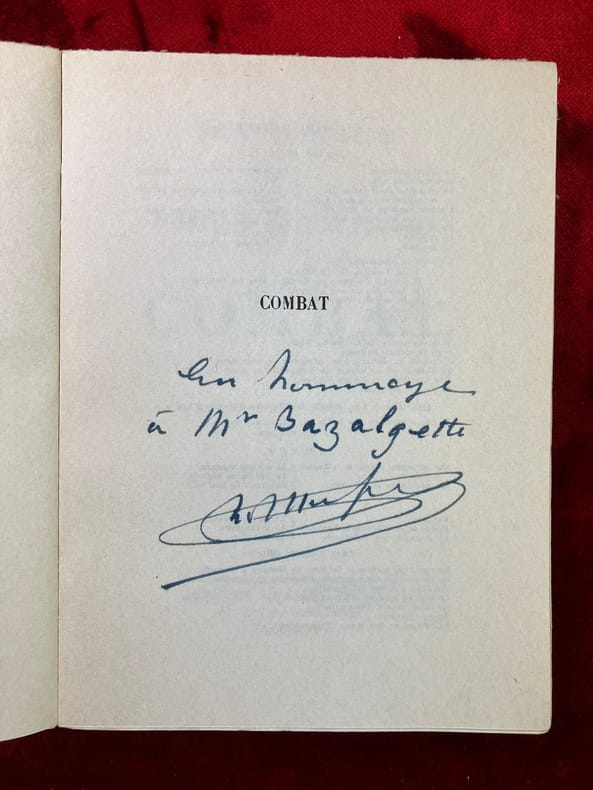 COMBAT
En hommage
à Mr Bazalgette